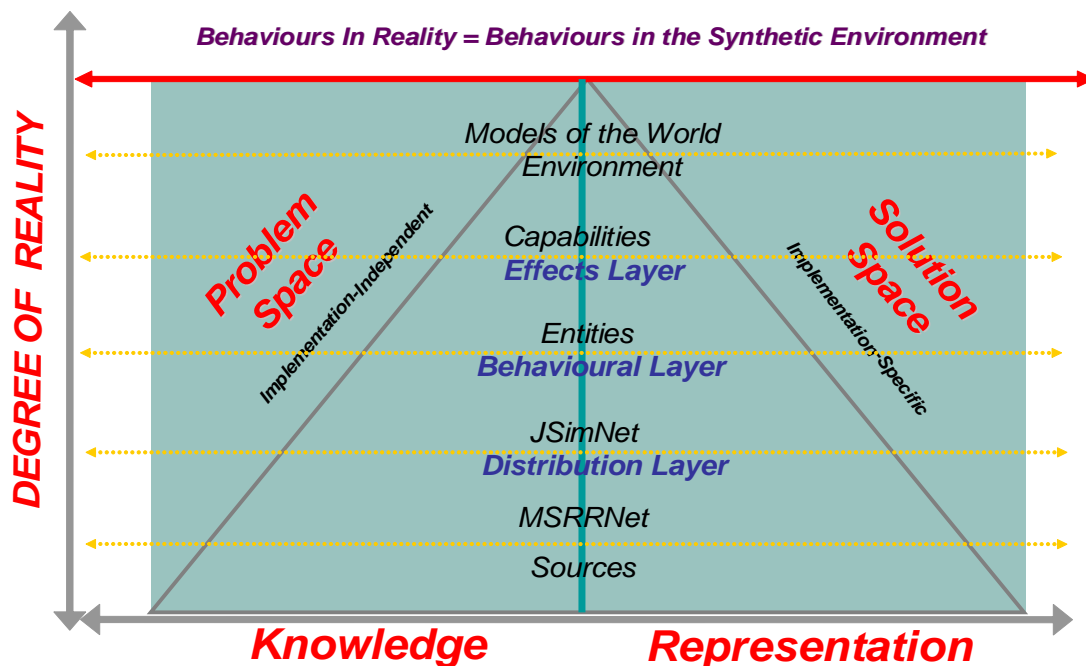 Behaviours In Reality = Behaviours in the Synthetic Environment
DEGREE OF REALITY
Models of the World
Environment
Problem
Space
Implementation-Independent
Capabilities
Effects Layer
Solution
Space
Implementation-Specific
Entities
Behavioural Layer
JSimNet
Distribution Layer
MSRRNet
Sources
Knowledge
Representation